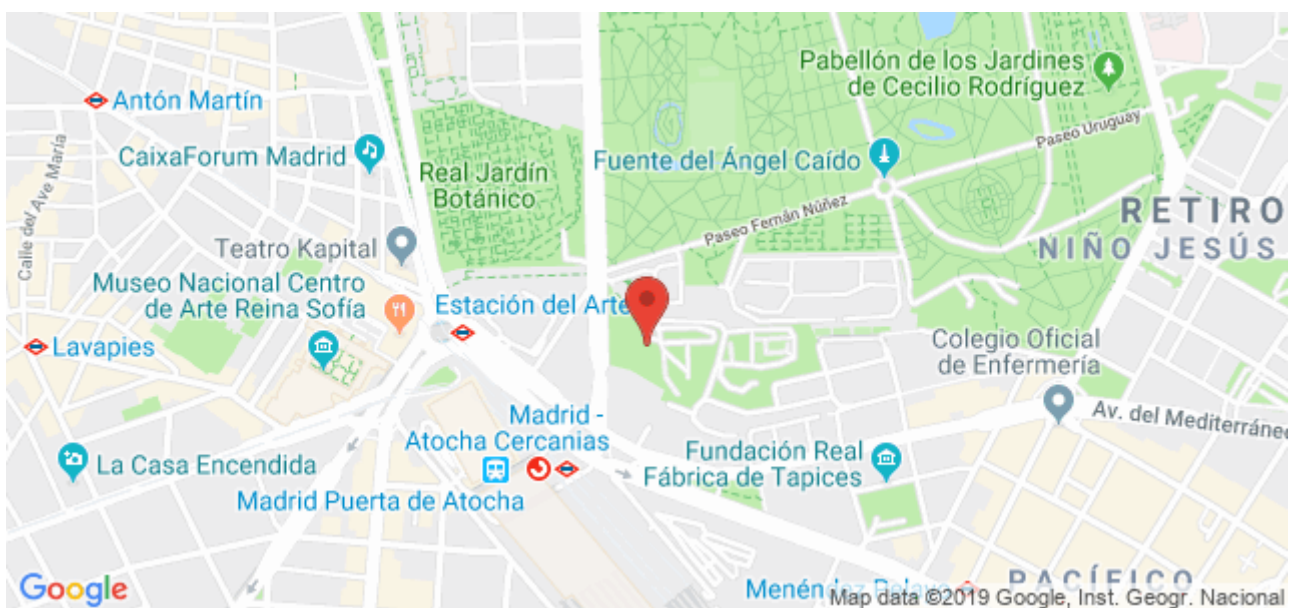 Pabellón de los Jardines
de Cecilio Rodríguez
Antón Martín
Paseo Uruguay
CaixaForum Madrid
Fuente del Ángel Caído
Calle del Ave María
Real Jardín
Botánico
Paseo Fernán Núñez
RETIRO
NIÑO JESÚS
Teatro Kapital
Museo Nacional Centro
de Arte Reina Sofía
Estación del Arte
Lavapies
Colegio Oficial
de Enfermería
Madrid -
Atocha Cercanias
Av. del Mediterráne
Fundación Real
Fábrica de Tapices
La Casa Encendida
Madrid Puerta de Atocha
Google
PACÍFICO
Map data ©2019 Google, Inst. Geogr. Nacional